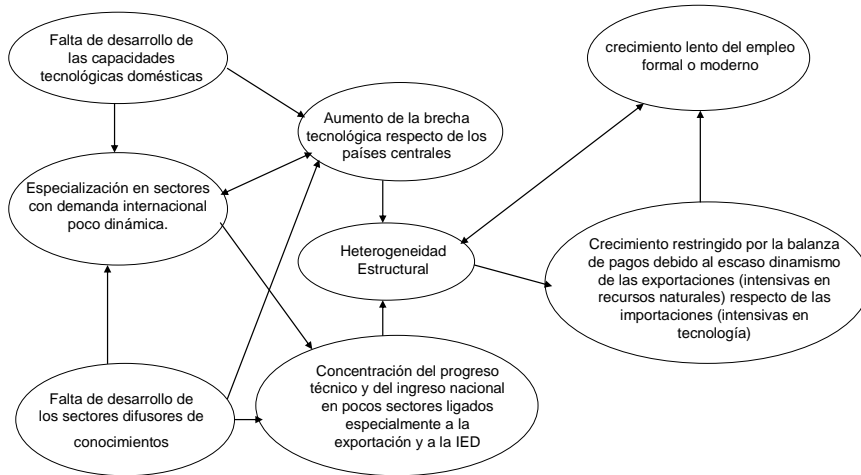 Falta de desarrollo de
las capacidades
tecnológicas domésticas
crecimiento lento del empleo
formal o moderno
Aumento de la brecha
tecnológica respecto de los
países centrales
Especialización en sectores
con demanda internacional
poco dinámica.
Heterogeneidad
Estructural
Crecimiento restringido por la balanza
de pagos debido al escaso dinamismo
de las exportaciones (intensivas en
recursos naturales) respecto de las
importaciones (intensivas en
tecnología)
Falta de desarrollo de
los sectores difusores de
conocimientos
Concentración del progreso
técnico y del ingreso nacional
en pocos sectores ligados
especialmente a la
exportación y a la IED